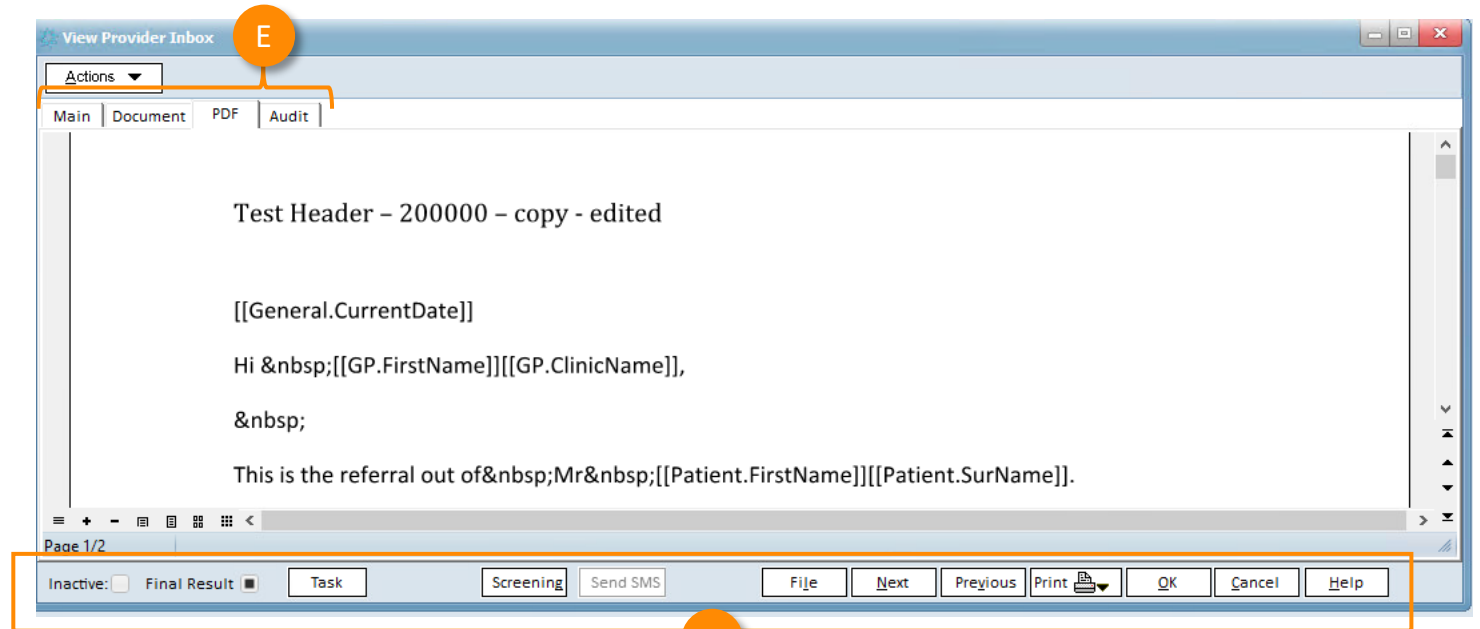 View Provider Inbox
E
Actions
Main Document PDF Audit
Test Header – 200000 – copy - edited
[[General.CurrentDate]]
Hi &nbsp;[[GP.FirstName]][[GP.ClinicName]],
&nbsp;
This is the referral out of&nbsp;Mr&nbsp;[[Patient.FirstName]][[Patient.SurName]].
Page 1/2
Inactive: Final Result Task Screening Send SMS File Next Previous Print OK Cancel Help